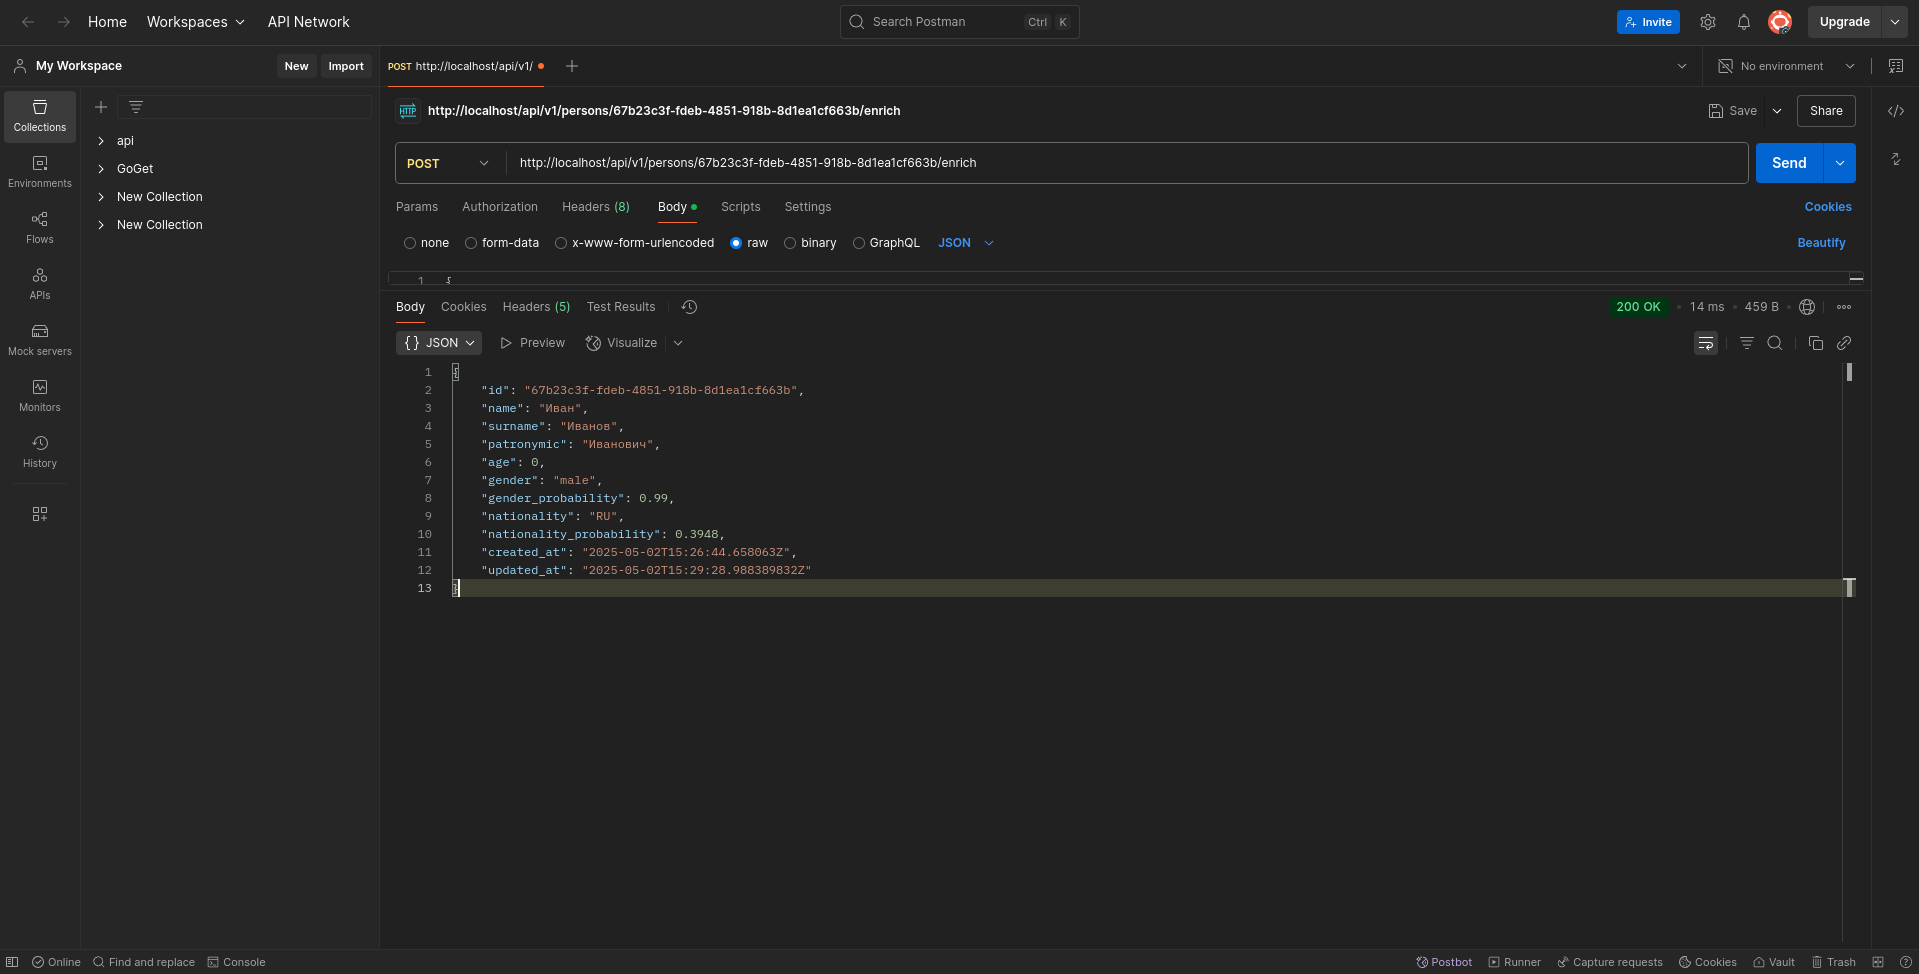 Home Workspaces API Network Search Postman Ctrl K Invite Upgrade
My Workspace New Import POST http://localhost/api/v1/ No environment
http://localhost/api/v1/persons/67b23c3f-fdeb-4851-918b-8d1ea1cf663b/enrich Save Share
POST http://localhost/api/v1/persons/67b23c3f-fdeb-4851-918b-8d1ea1cf663b/enrich Send
Params Authorization Headers (8) Body Scripts Settings Cookies
none form-data x-www-form-urlencoded raw binary GraphQL JSON Beautify
1 {
Collections
Environments
Flows
APIs
Mock servers
Monitors
History
api
GoGet
New Collection
New Collection
Body Cookies Headers (5) Test Results 200 OK 14 ms 459 B
{} JSON Preview Visualize
1 {
2 "id": "67b23c3f-fdeb-4851-918b-8d1ea1cf663b",
3 "name": "Иван",
4 "surname": "Иванов",
5 "patronymic": "Иванович",
6 "age": 0,
7 "gender": "male",
8 "gender_probability": 0.99,
9 "nationality": "RU",
10 "nationality_probability": 0.3948,
11 "created_at": "2025-05-02T15:26:44.658063Z",
12 "updated_at": "2025-05-02T15:29:28.988389832Z"
13 }
Online Find and replace Console Postbot Runner Capture requests Cookies Vault Trash